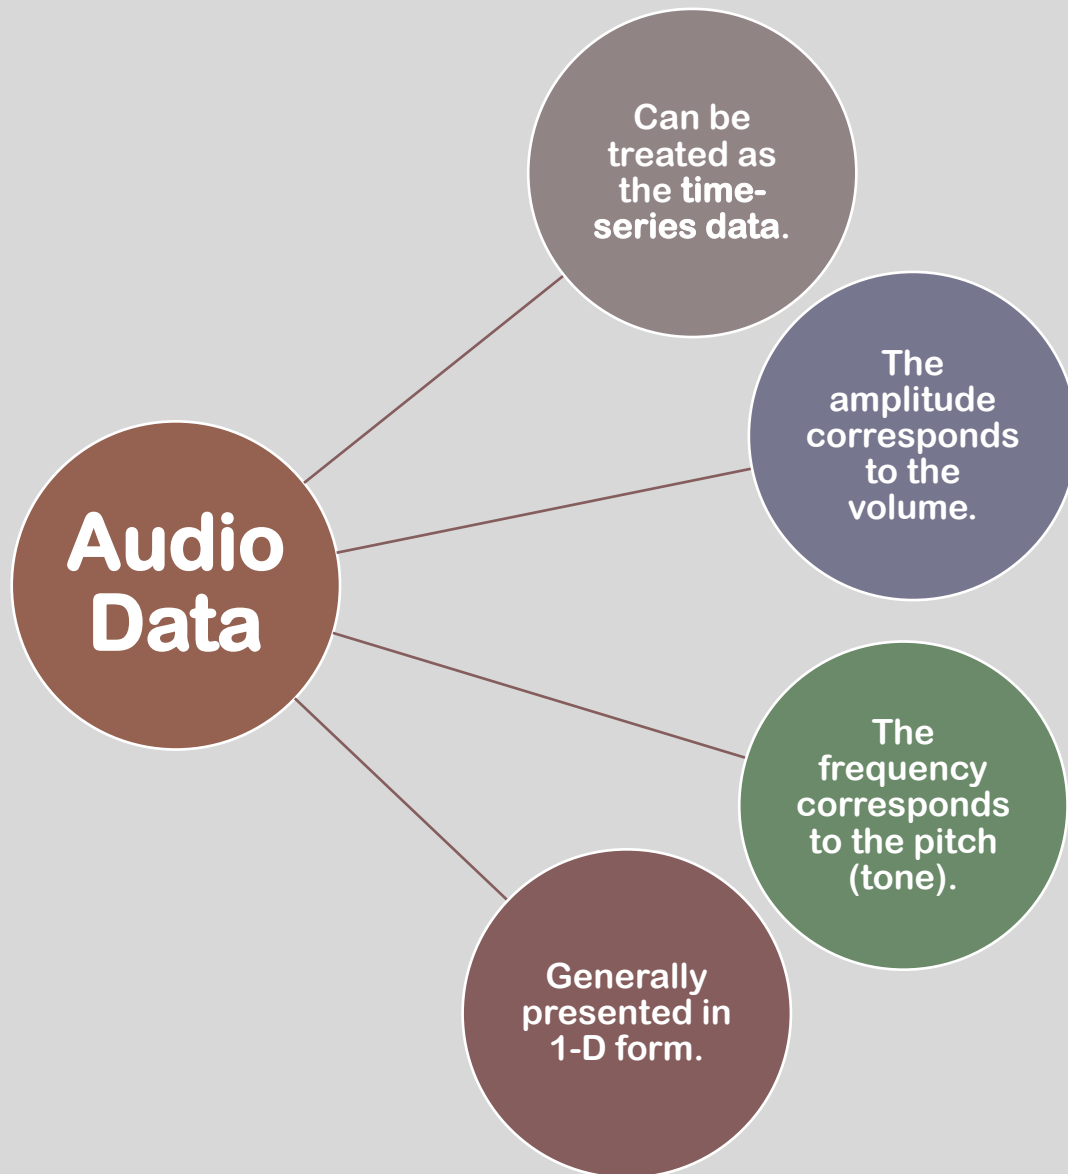 Audio
Data
Can be
treated as
the time-
series data.
The
amplitude
corresponds
to the
volume.
The
frequency
corresponds
to the pitch
(tone).
Generally
presented in
1-D form.